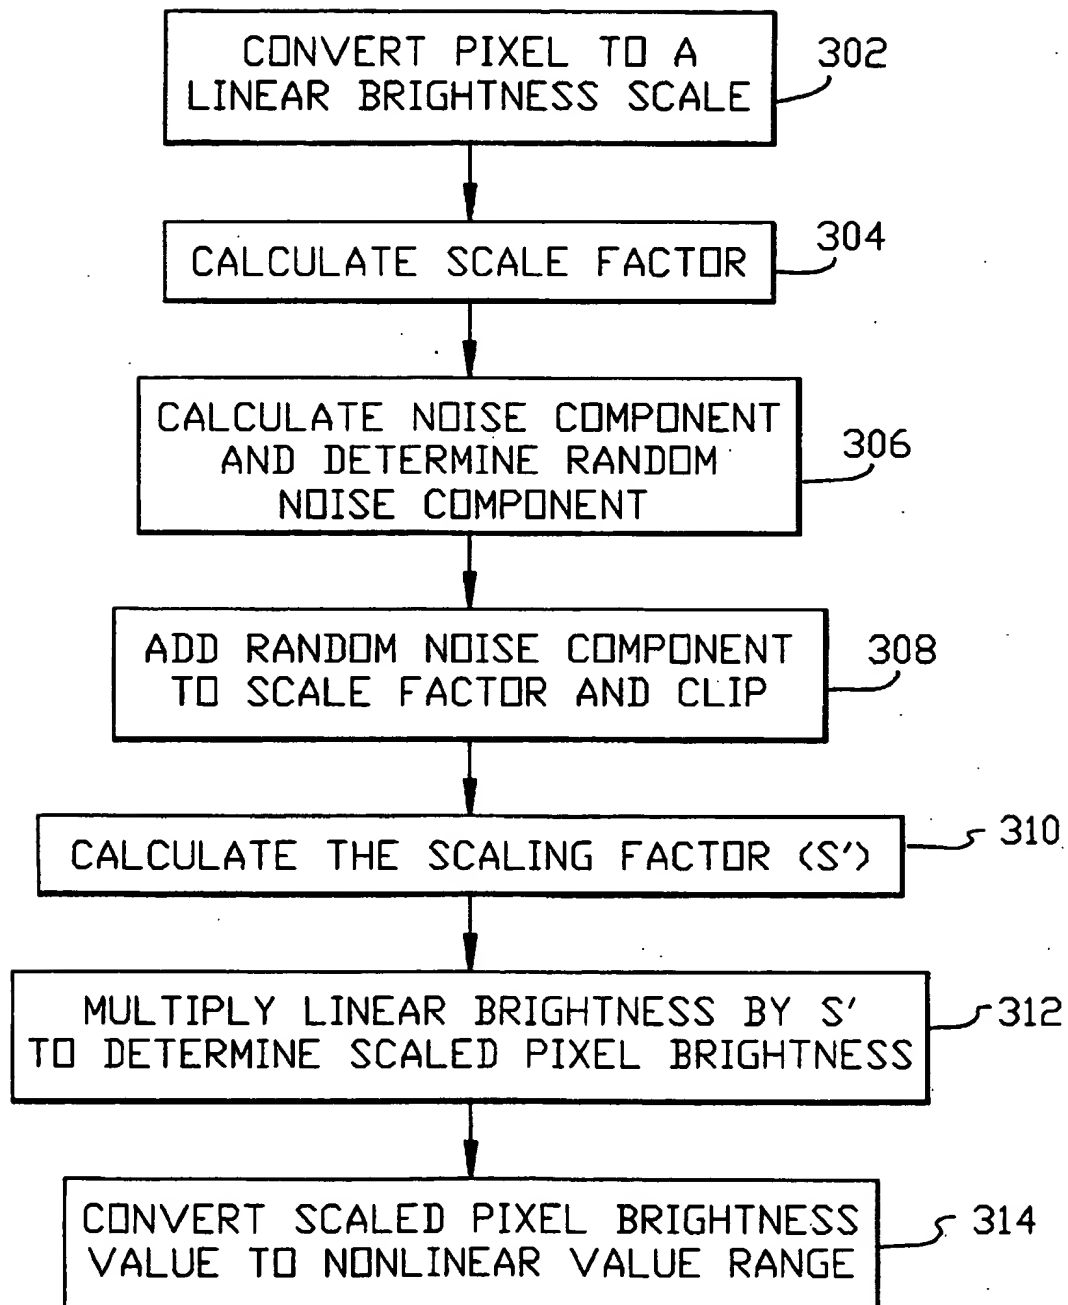 CONVERT PIXEL TO A
LINEAR BRIGHTNESS SCALE
302
CALCULATE SCALE FACTOR
304
CALCULATE NOISE COMPONENT
AND DETERMINE RANDOM
NOISE COMPONENT
306
ADD RANDOM NOISE COMPONENT
TO SCALE FACTOR AND CLIP
308
CALCULATE THE SCALING FACTOR (S')
310
MULTIPLY LINEAR BRIGHTNESS BY S'
TO DETERMINE SCALED PIXEL BRIGHTNESS
312
CONVERT SCALED PIXEL BRIGHTNESS
VALUE TO NONLINEAR VALUE RANGE
314